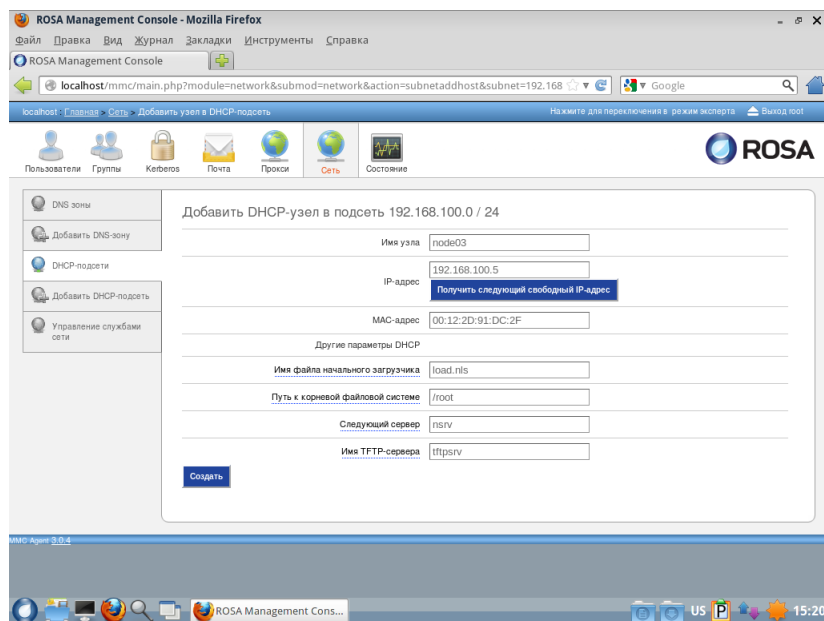 ROSA Management Console - Mozilla Firefox
Файл Правка Вид Журнал Закладки Инструменты Справка
ROSA Management Console
localhost/mmc/main.php?module=network&submod=network&action=subnetaddhost&subnet=192.168
Google
localhost : Главная > Сеть > Добавить узел в DHCP-подсеть
Нажмите для переключения в режим эксперта Выход root
Пользователи Группы Kerberos Почта Прокси Сеть Состояние
ROSA
DNS зоны
Добавить DNS-зону
DHCP-подсети
Добавить DHCP-подсеть
Управление службами
сети
Добавить DHCP-узел в подсеть 192.168.100.0 / 24
Имя узла node03
IP-адрес 192.168.100.5
Получить следующий свободный IP-адрес
MAC-адрес 00:12:2D:91:DC:2F
Другие параметры DHCP
Имя файла начального загрузчика load.nls
Путь к корневой файловой системе /root
Следующий сервер nsrv
Имя TFTP-сервера tftpsrv
Создать
MMC Agent 3.0.4
ROSA Management Cons...
US P 15:20